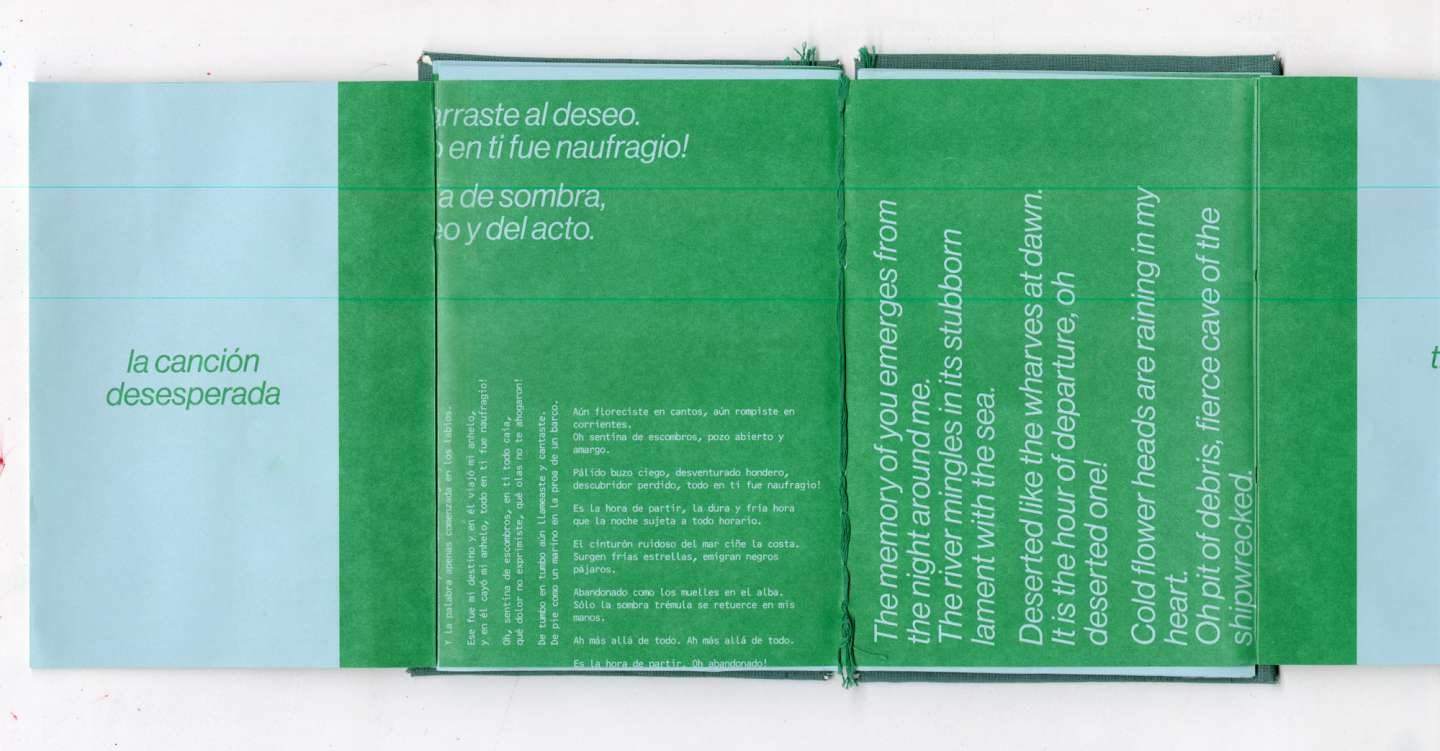 la canción
desesperada
arraste al deseo.
o en ti fue naufragio!
ía de sombra,
eo y del acto.
Y la palabra apenas comenzada en los labios.
Ese fue mi destino y en él viajó mi anhelo,
y en él cayó mi anhelo, todo en ti fue naufragio!
Oh, sentina de escombros, en ti todo caía,
qué dolor no exprimiste, qué olas no te ahogaron!
De tumbo en tumbo aún llameaste y cantaste.
De pie como un marino en la proa de un barco.
Aún floreciste en cantos, aún rompiste en
corrientes.
Oh sentina de escombros, pozo abierto y
amargo.
Pálido buzo ciego, desventurado hondero,
descubridor perdido, todo en ti fue naufragio!
Es la hora de partir, la dura y fría hora
que la noche sujeta a todo horario.
El cinturón ruidoso del mar ciñe la costa.
Surgen frías estrellas, emigran negros
pájaros.
Abandonado como los muelles en el alba.
Sólo la sombra trémula se retuerce en mis
manos.
Ah más allá de todo. Ah más allá de todo.
Es la hora de partir. Oh abandonado!
The memory of you emerges from
the night around me.
The river mingles in its stubborn
lament with the sea.
Deserted like the wharves at dawn.
It is the hour of departure, oh
deserted one!
Cold flower heads are raining in my
heart.
Oh pit of debris, fierce cave of the
shipwrecked.
t